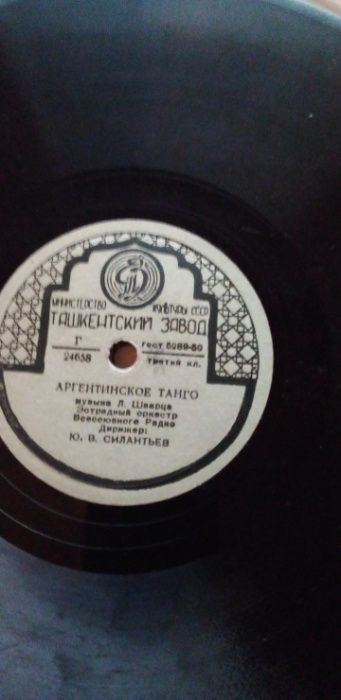 МИНИСТЕРСТВО КУЛЬТУРЫ СССР
ТАШКЕНТСКИЙ ЗАВОД
Г
24658
ГОСТ 5289-50
третий кл.
АРГЕНТИНСКОЕ ТАНГО
музыка Л. Шварца
Эстрадный оркестр
Всесоюзного Радио
Дирижер:
Ю. В. СИЛАНТЬЕВ